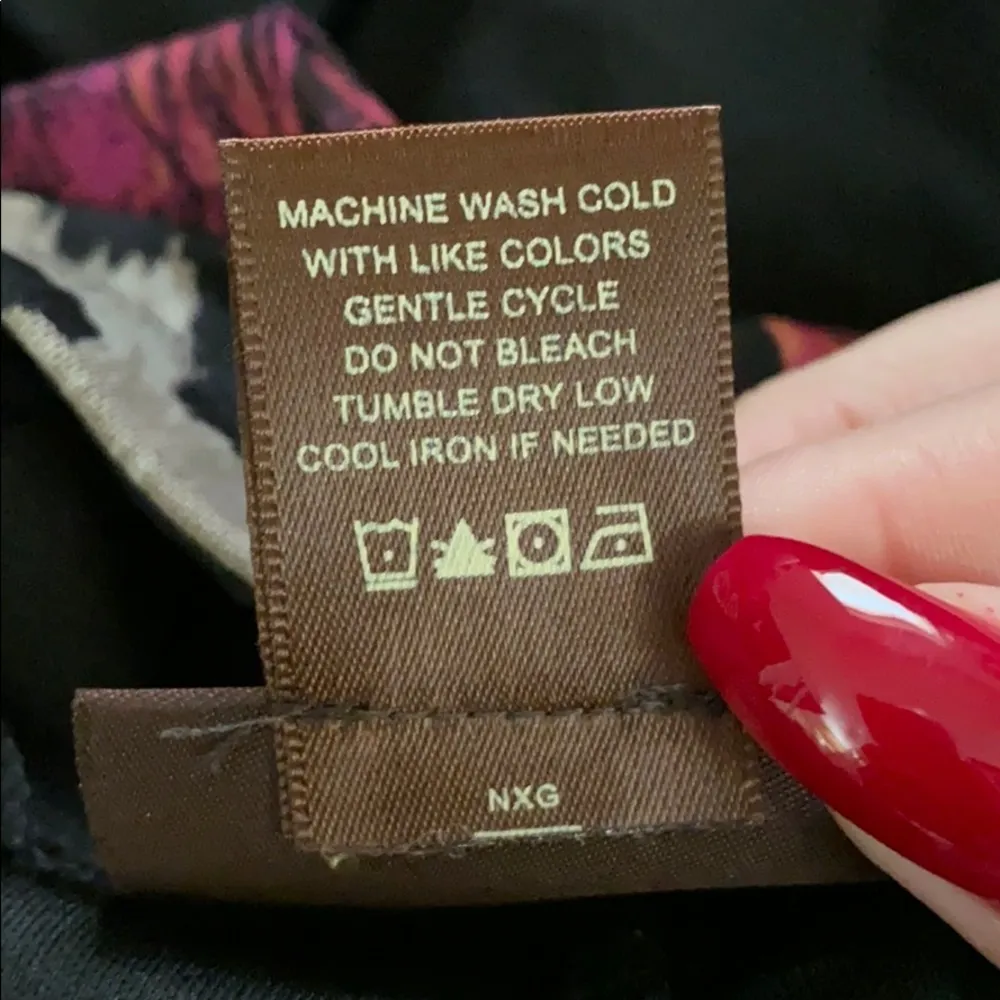 MACHINE WASH COLD
WITH LIKE COLORS
GENTLE CYCLE
DO NOT BLEACH
TUMBLE DRY LOW
COOL IRON IF NEEDED
NXG